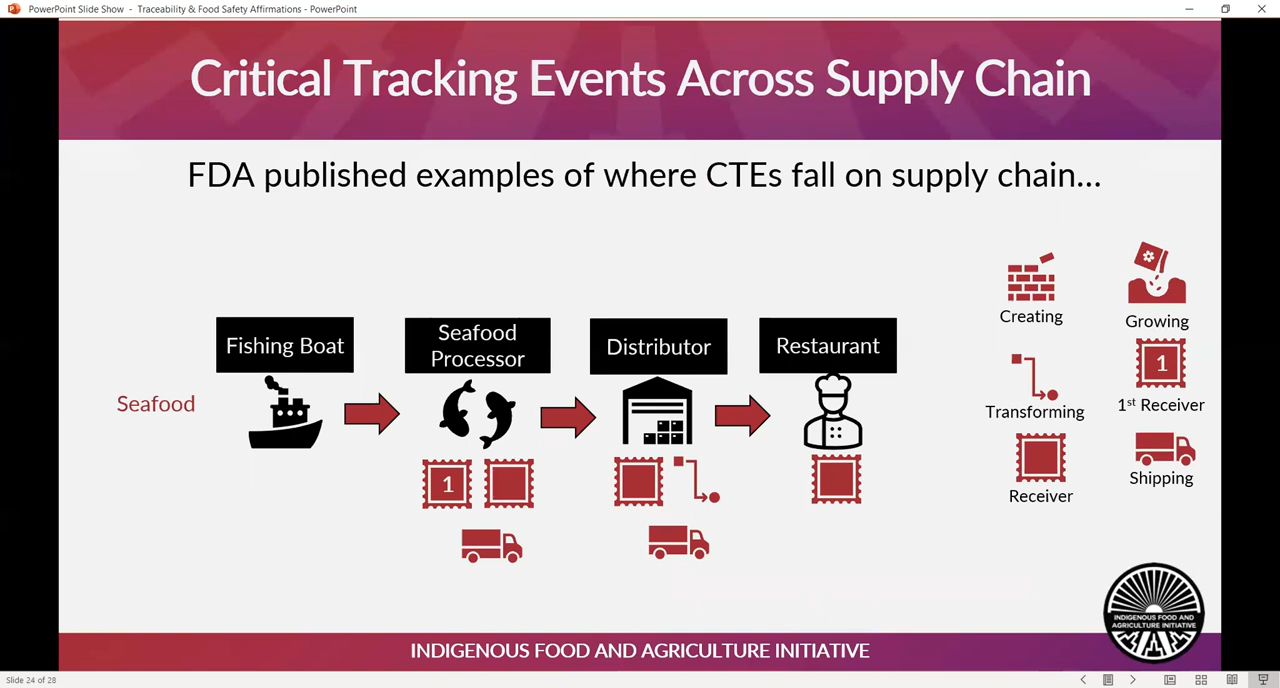 PowerPoint Slide Show - Traceability & Food Safety Affirmations - PowerPoint
Critical Tracking Events Across Supply Chain
FDA published examples of where CTEs fall on supply chain...
Seafood
Fishing Boat
Seafood
Processor
Distributor
Restaurant
1
Creating
Growing
Transforming
1
1st Receiver
Receiver
Shipping
INDIGENOUS FOOD AND
AGRICULTURE INITIATIVE
INDIGENOUS FOOD AND AGRICULTURE INITIATIVE
Slide 24 of 28